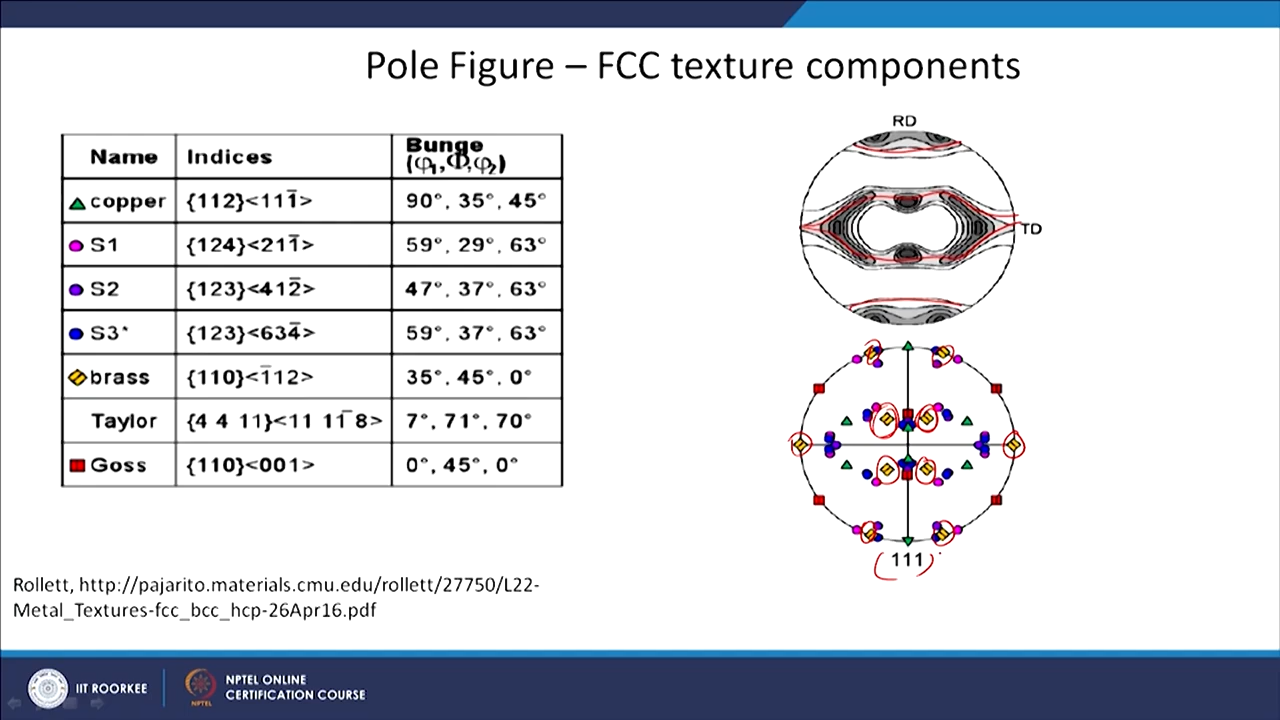 Pole Figure – FCC texture components
Name Indices Bunge (φ₁,Φ,φ₂)
copper {112}<111̅> 90°, 35°, 45°
S1 {124}<211̅> 59°, 29°, 63°
S2 {123}<412̅> 47°, 37°, 63°
S3* {123}<634̅> 59°, 37°, 63°
brass {110}<1̅12> 35°, 45°, 0°
Taylor {4 4 11}<11 11 8̅> 7°, 71°, 70°
Goss {110}<001> 0°, 45°, 0°
RD
TD
111
Rollett, http://pajarito.materials.cmu.edu/rollett/27750/L22-
Metal_Textures-fcc_bcc_hcp-26Apr16.pdf
IIT ROORKEE
NPTEL
NPTEL ONLINE
CERTIFICATION COURSE